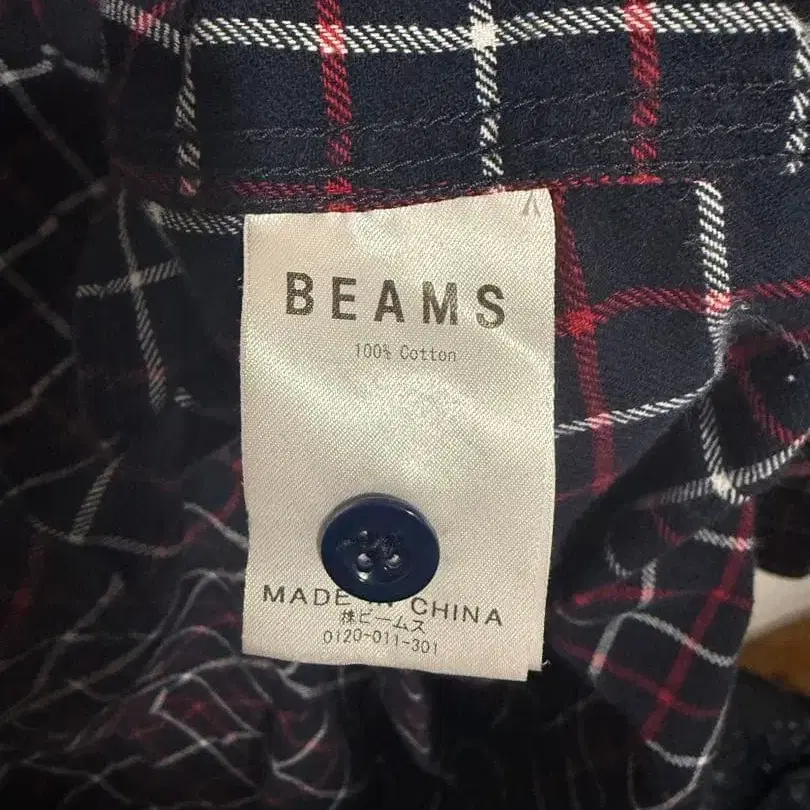 BEAMS
100% Cotton
MADE IN CHINA
株ビームス
0120-011-301